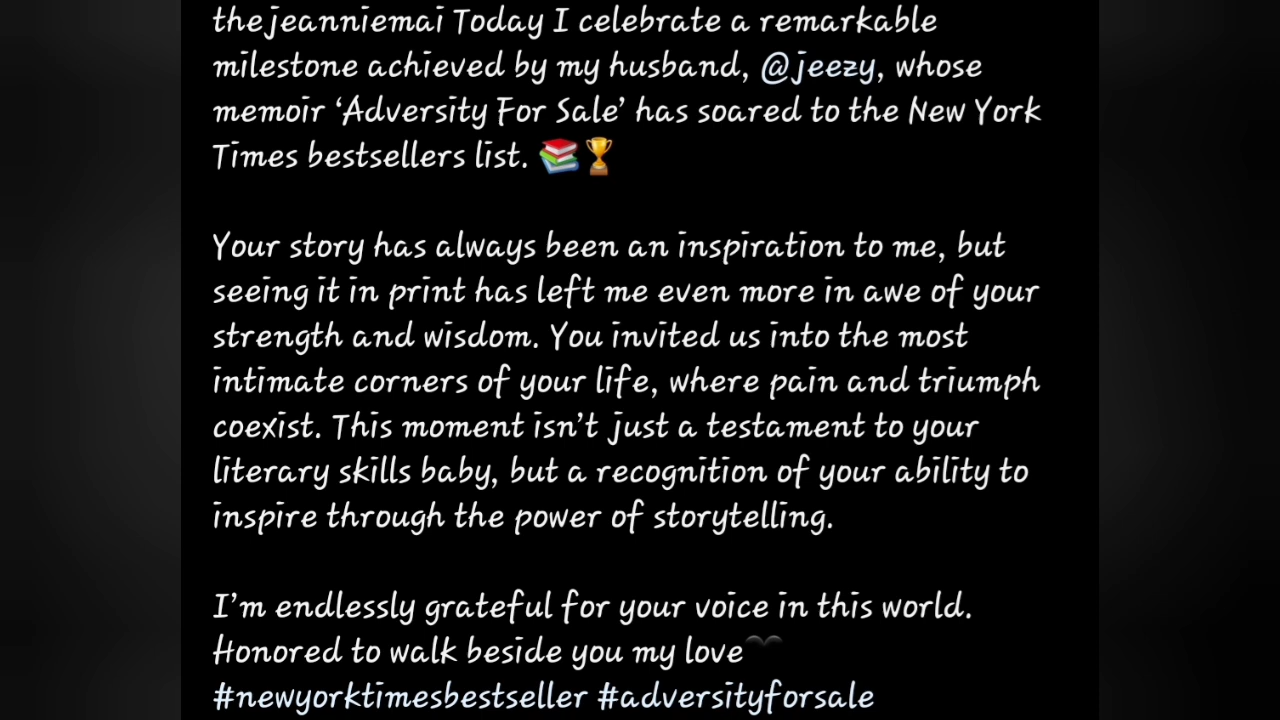 thejeanniemai Today I celebrate a remarkable
milestone achieved by my husband, @jeezy, whose
memoir ‘Adversity For Sale’ has soared to the New York
Times bestsellers list. 📚🏆
Your story has always been an inspiration to me, but
seeing it in print has left me even more in awe of your
strength and wisdom. You invited us into the most
intimate corners of your life, where pain and triumph
coexist. This moment isn’t just a testament to your
literary skills baby, but a recognition of your ability to
inspire through the power of storytelling.
I’m endlessly grateful for your voice in this world.
Honored to walk beside you my love🖤
#newyorktimesbestseller #adversityforsale